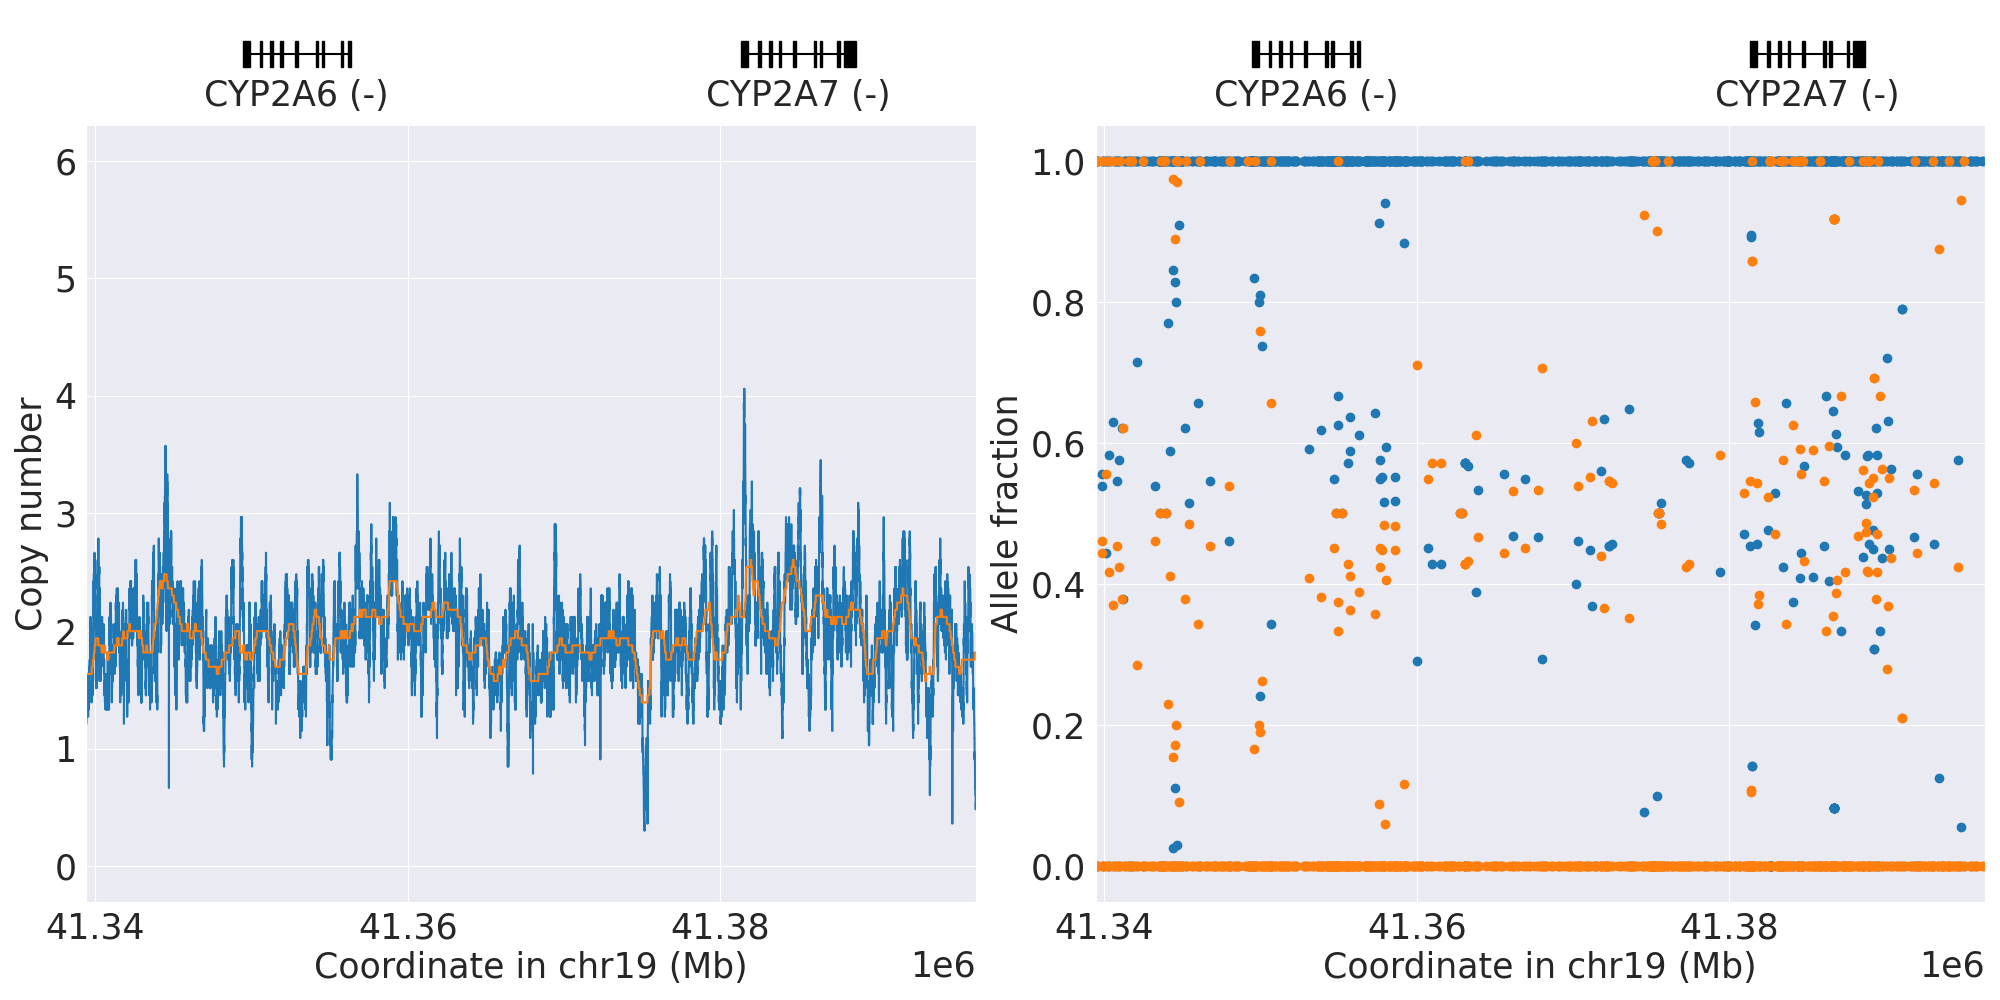 CYP2A6 (-)
CYP2A7 (-)
6
5
4
3
2
1
0
Copy number
41.34
41.36
41.38
Coordinate in chr19 (Mb)
1e6
CYP2A6 (-)
CYP2A7 (-)
1.0
0.8
0.6
0.4
0.2
0.0
Allele fraction
41.34
41.36
41.38
Coordinate in chr19 (Mb)
1e6